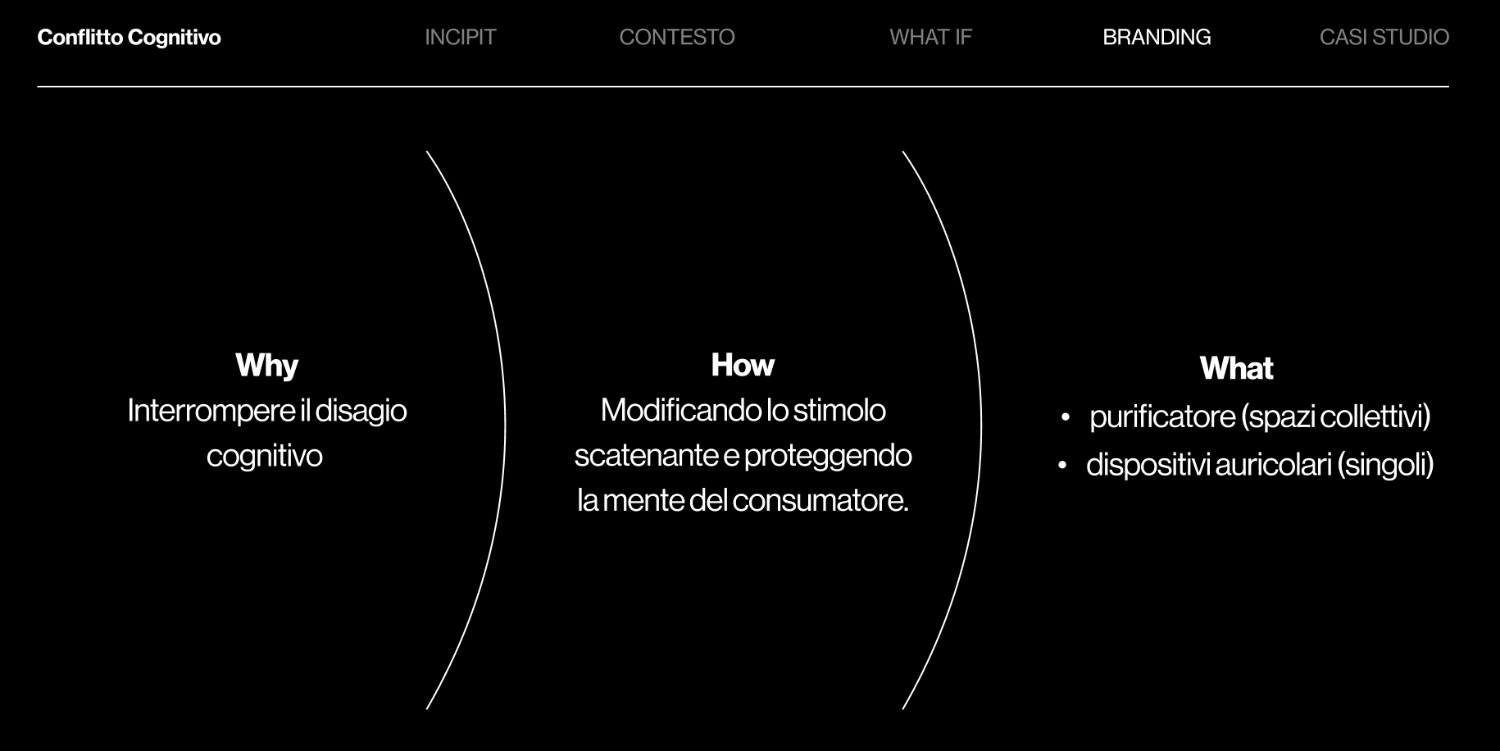 Conflitto Cognitivo
INCIPIT
CONTESTO
WHAT IF
BRANDING
CASI STUDIO
Why
Interrompere il disagio
cognitivo
How
Modificando lo stimolo
scatenante e proteggendo
la mente del consumatore.
What
• purificatore (spazi collettivi)
• dispositivi auricolari (singoli)